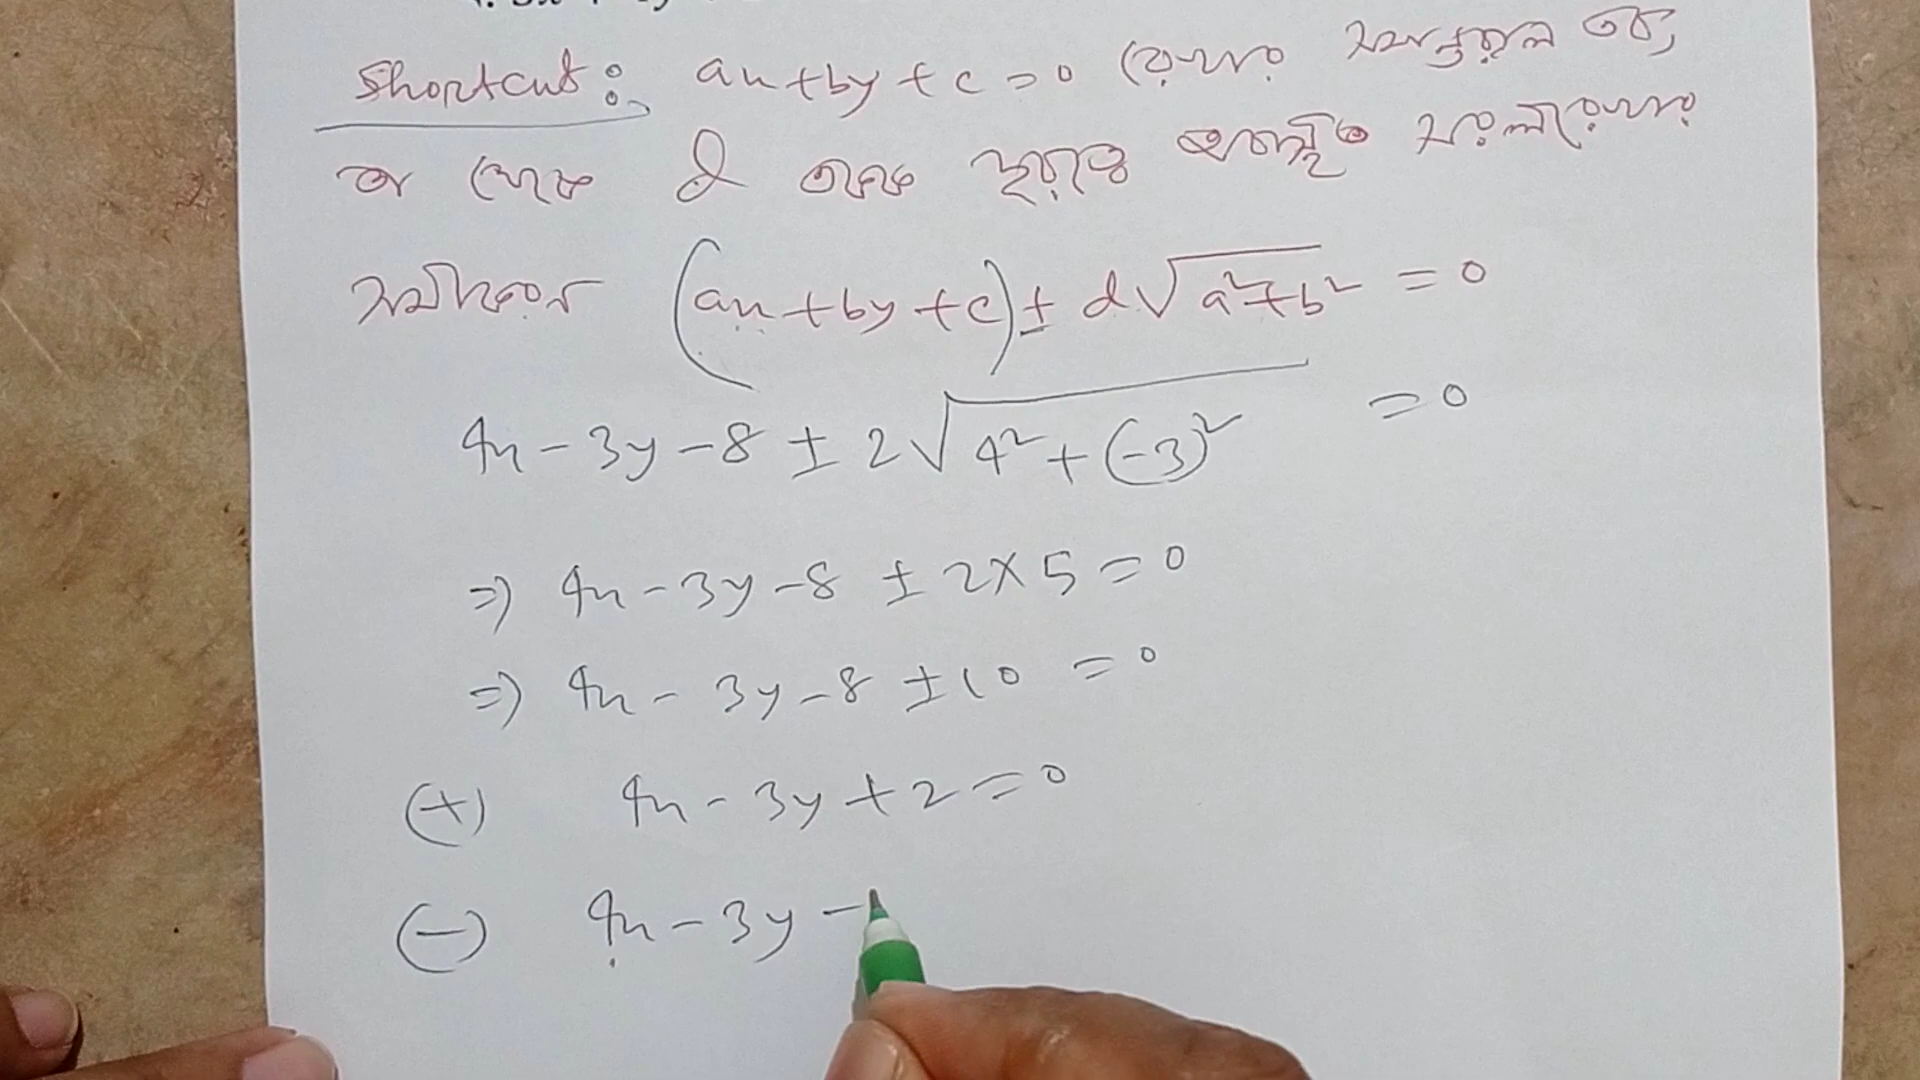 Shortcut: ax+by+c=0 রেখার সমান্তরাল এবং
তা থেকে d একক দূরত্বে অবস্থিত সরলরেখার
সমীকরণ (ax+by+c)± d√a²+b² = 0
4x-3y-8 ± 2√4²+(-3)² = 0
⇒ 4x-3y-8 ± 2×5 = 0
⇒ 4x-3y-8 ±10 = 0
(+) 4x-3y+2=0
(-) 4x-3y-